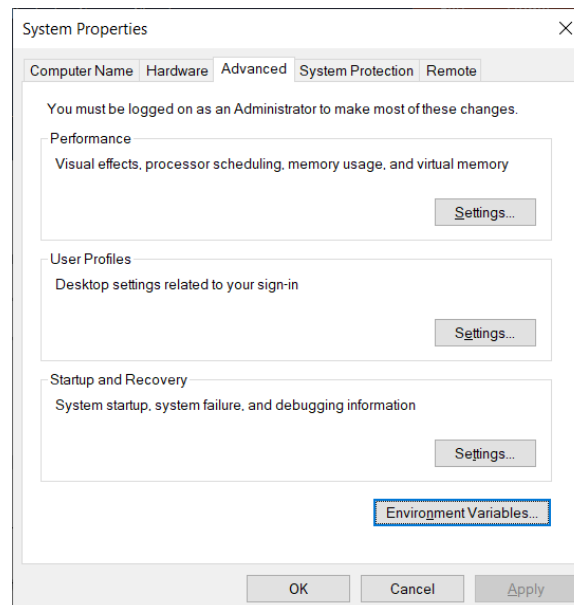 System Properties
Computer Name Hardware Advanced System Protection Remote
You must be logged on as an Administrator to make most of these changes.
Performance
Visual effects, processor scheduling, memory usage, and virtual memory
Settings...
User Profiles
Desktop settings related to your sign-in
Settings...
Startup and Recovery
System startup, system failure, and debugging information
Settings...
Environment Variables...
OK Cancel Apply